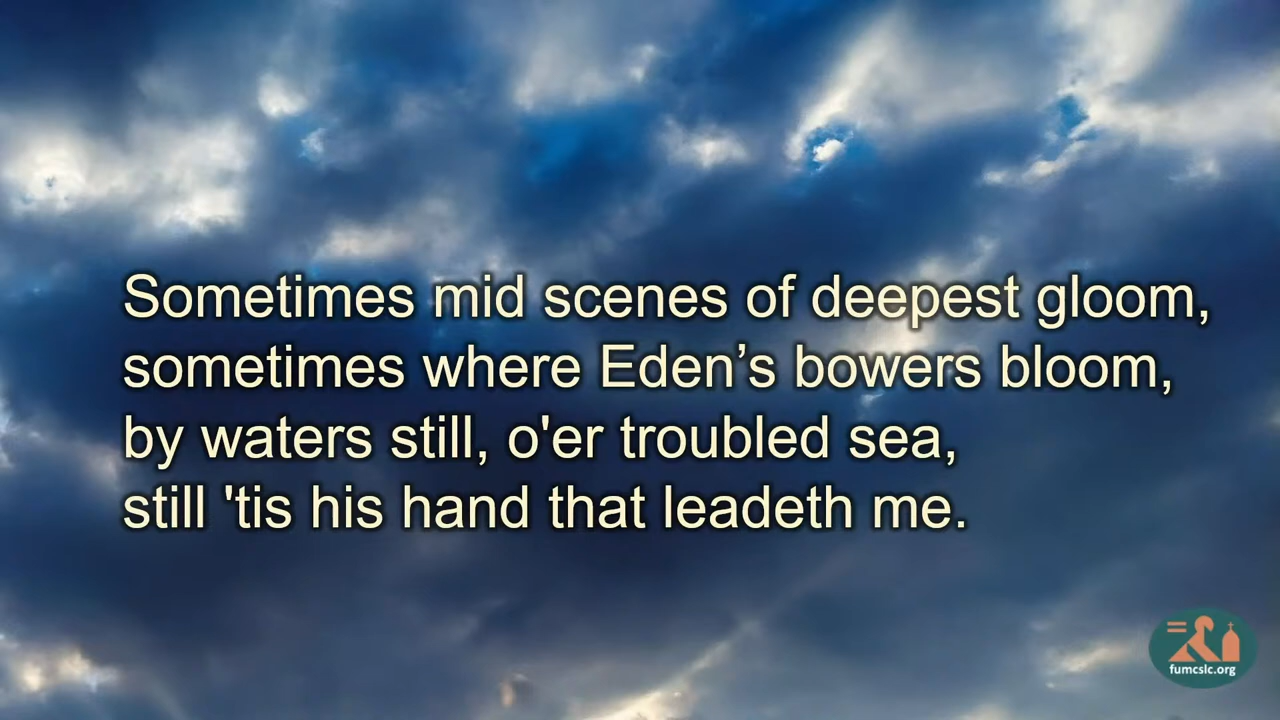 Sometimes mid scenes of deepest gloom,
sometimes where Eden’s bowers bloom,
by waters still, o'er troubled sea,
still 'tis his hand that leadeth me.
fumcslc.org